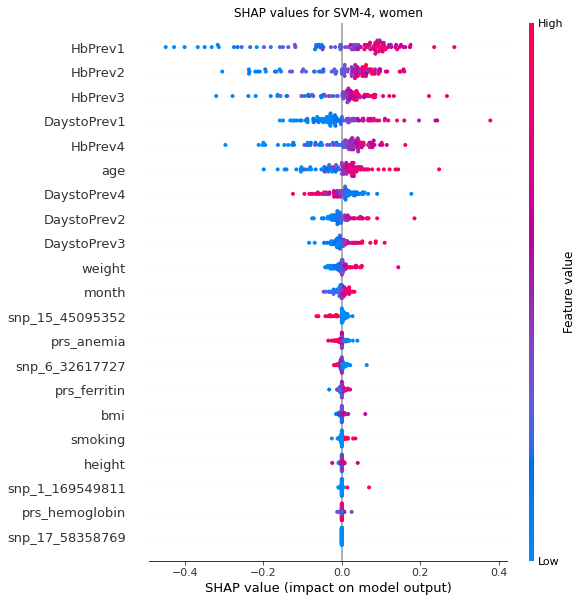 SHAP values for SVM-4, women
High
HbPrev1
HbPrev2
HbPrev3
DaystoPrev1
HbPrev4
age
DaystoPrev4
DaystoPrev2
DaystoPrev3
weight
month
snp_15_45095352
prs_anemia
snp_6_32617727
prs_ferritin
bmi
smoking
height
snp_1_169549811
prs_hemoglobin
snp_17_58358769
Feature value
Low
−0.4 −0.2 0.0 0.2 0.4
SHAP value (impact on model output)